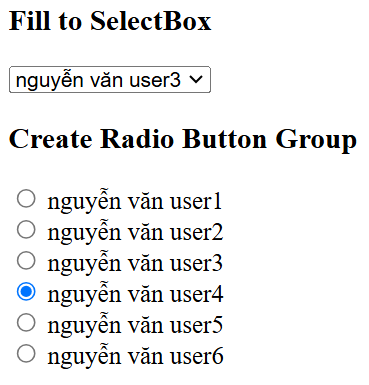 Fill to SelectBox
nguyễn văn user3
Create Radio Button Group
nguyễn văn user1
nguyễn văn user2
nguyễn văn user3
nguyễn văn user4
nguyễn văn user5
nguyễn văn user6